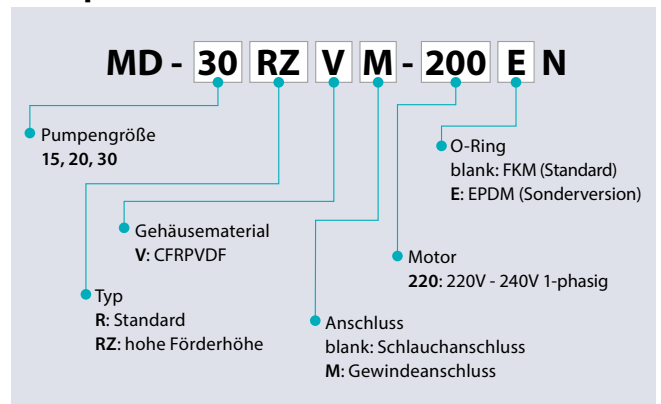 MD - 30 RZ V M - 200 E N
Pumpengröße
15, 20, 30
O-Ring
blank: FKM (Standard)
E: EPDM (Sonderversion)
Gehäusematerial
V: CFRPVDF
Motor
220: 220V - 240V 1-phasig
Typ
R: Standard
RZ: hohe Förderhöhe
Anschluss
blank: Schlauchanschluss
M: Gewindeanschluss